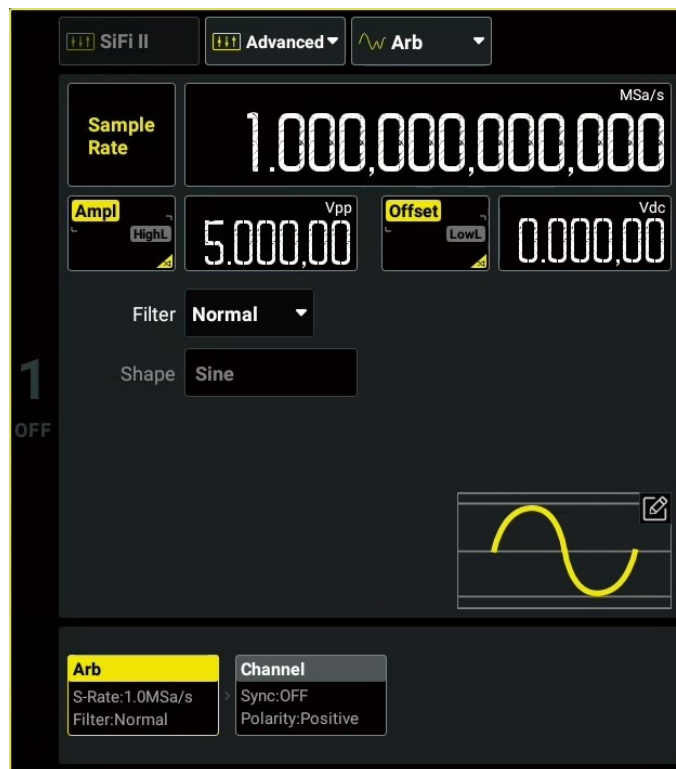 SiFi II
Advanced
Arb
MSa/s
Sample
Rate
1.000,000,000,000
Ampl
HighL
Vpp
5.000,00
Offset
LowL
Vdc
0.000,00
Filter
Normal
Shape
Sine
1
OFF
Arb
S-Rate:1.0MSa/s
Filter:Normal
Channel
Sync:OFF
Polarity:Positive